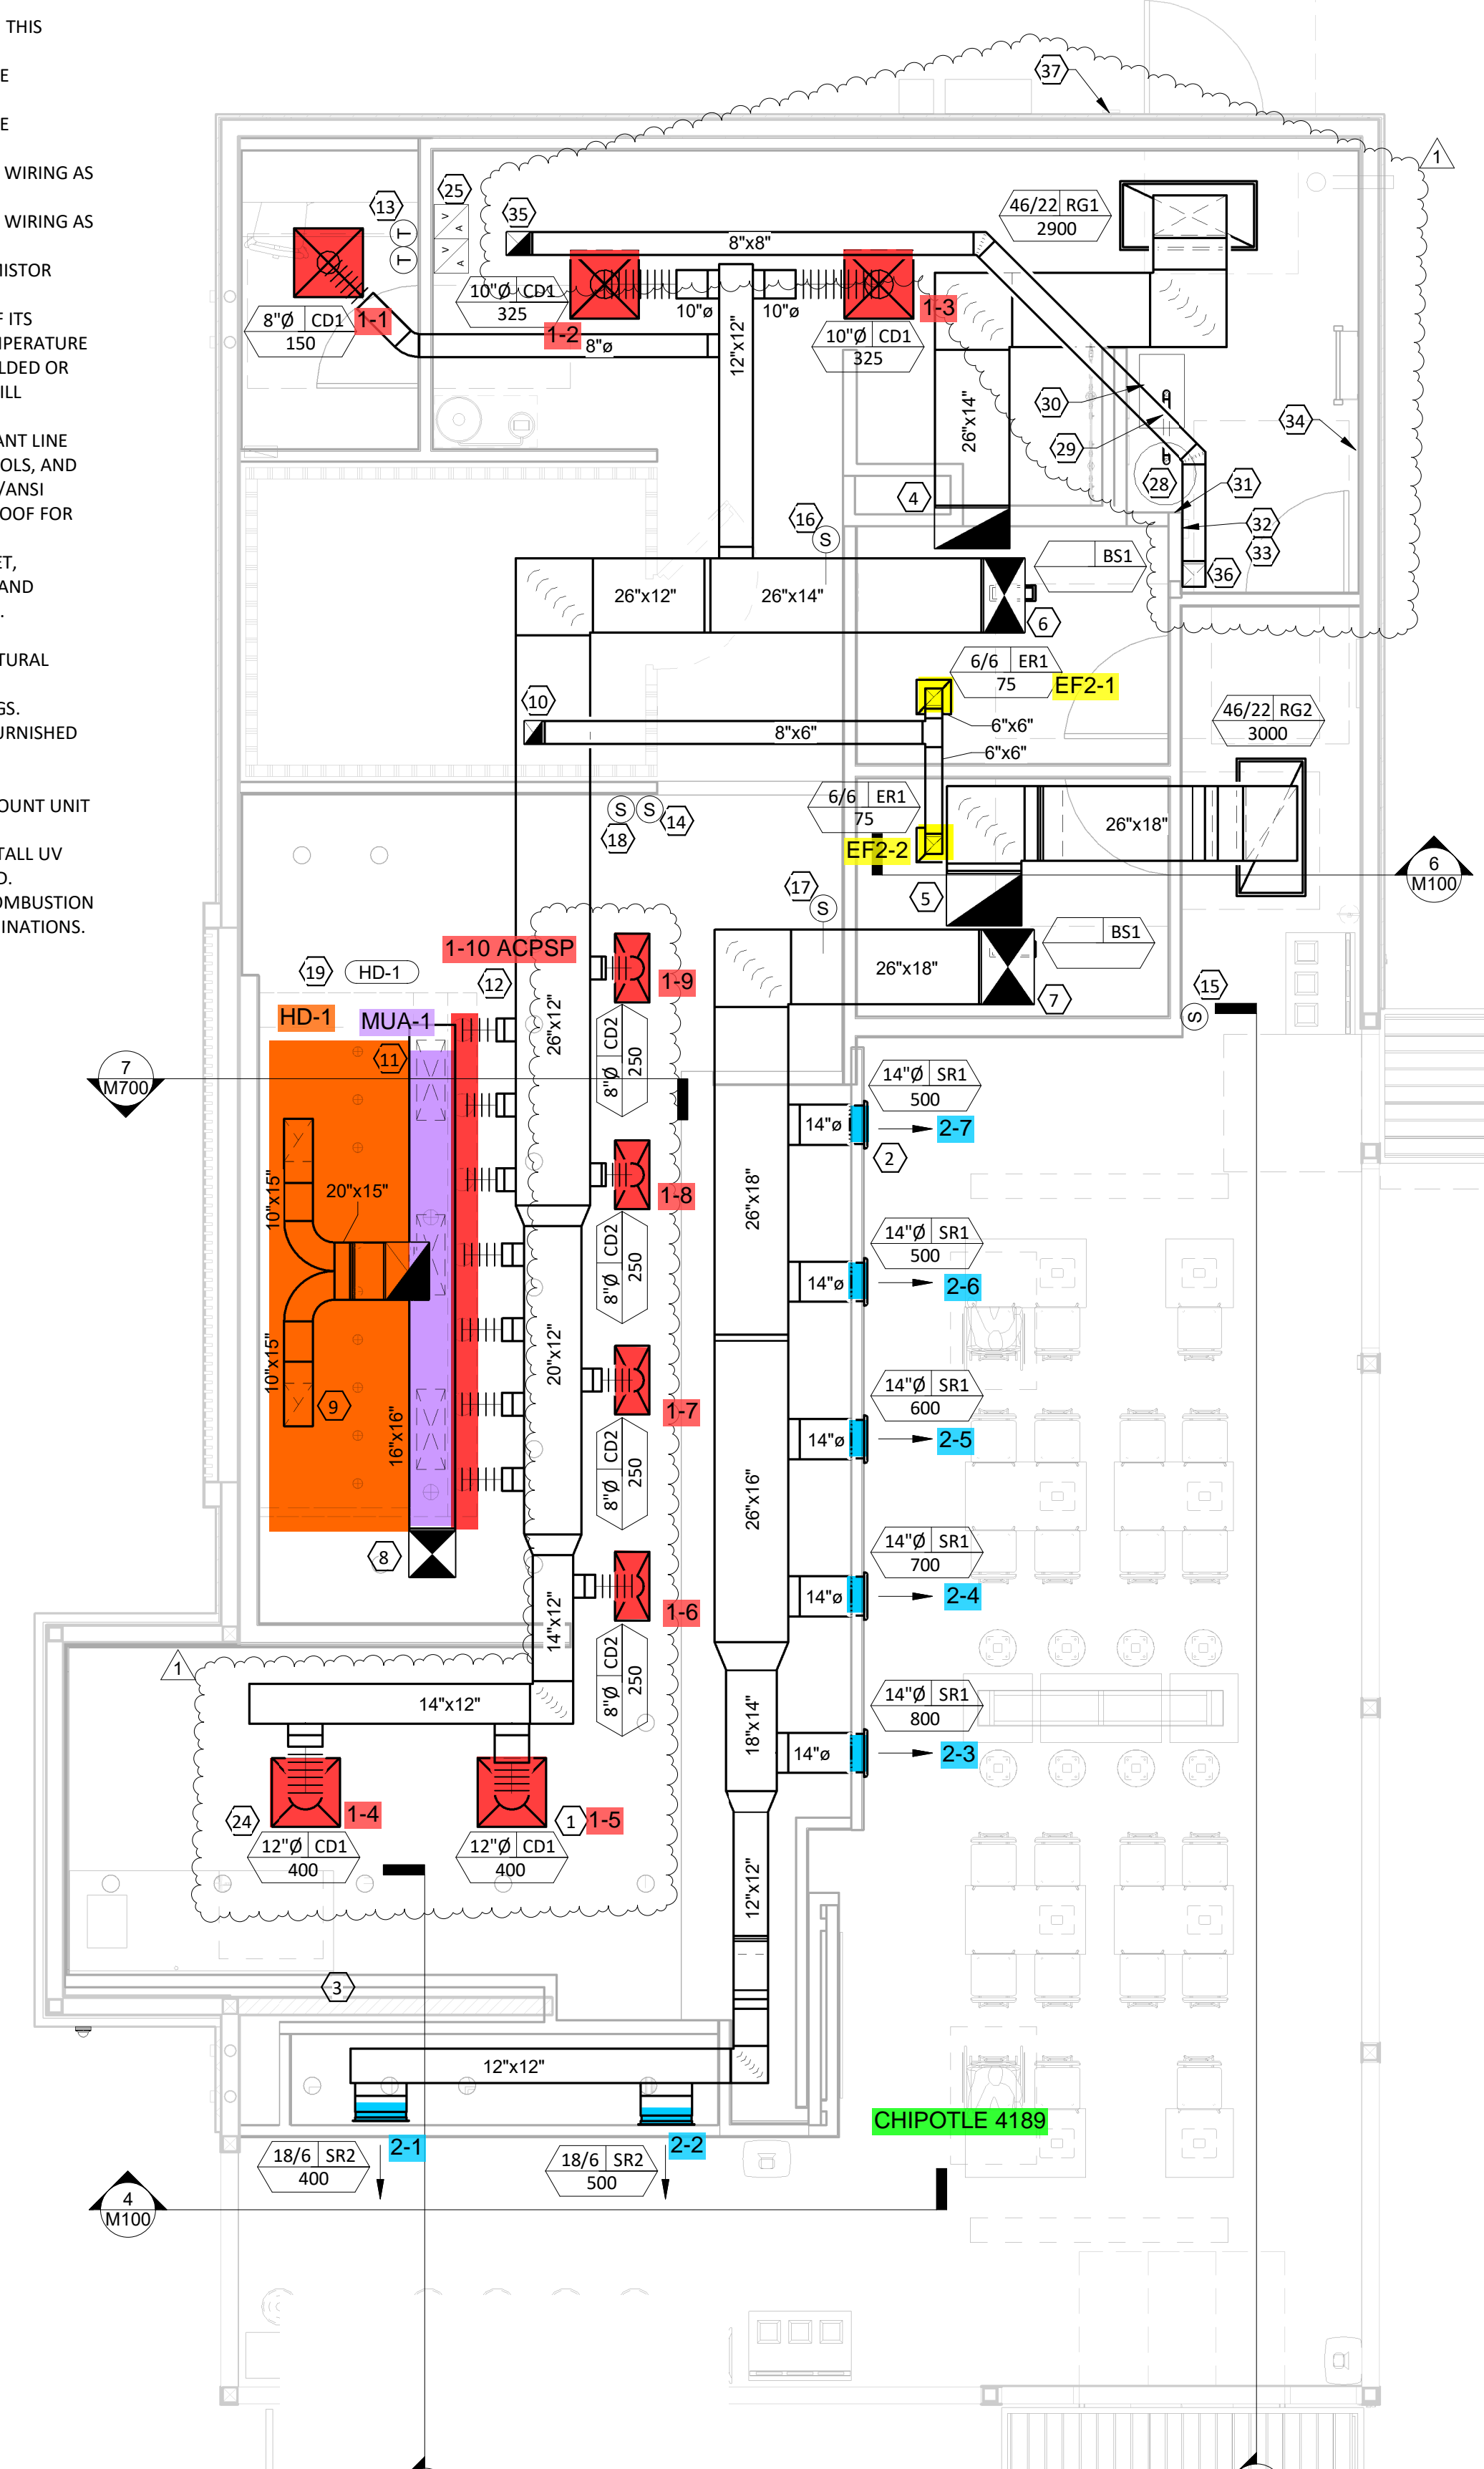 THIS
E
E
WIRING AS
WIRING AS
MISTOR
F ITS
PERATURE
LDED OR
ILL
ANT LINE
OLS, AND
/ANSI
OOF FOR
ET,
AND
.
TURAL
GS.
URNISHED
OUNT UNIT
TALL UV
D.
OMBUSTION
INATIONS.
37
1
13
25
35
46/22 RG1
2900
T
T
V
A
V
A
8"x8"
10"Ø CD1
325
10"ø
10"ø
8"Ø CD1
150
1-1
1-2
8"ø
12"x12"
1-3
10"Ø CD1
325
26"x14"
30
29
34
4
28
31
16
S
32
33
BS1
36
26"x12"
26"x14"
6
6/6 ER1
75
EF2-1
10
8"x6"
6"x6"
6"x6"
46/22 RG2
3000
S
S
18
14
6/6 ER1
75
EF2-2
26"x18"
6
M100
17
S
5
BS1
1-10 ACPSP
19
HD-1
12
1-9
26"x18"
7
15
S
HD-1
MUA-1
11
26"x12"
8"Ø CD2
250
7
M700
14"Ø SR1
500
14"ø
2-7
2
10"x15"
20"x15"
1-8
26"x18"
8"Ø CD2
250
14"Ø SR1
500
14"ø
2-6
10"x15"
9
16"x16"
20"x12"
1-7
8"Ø CD2
250
14"Ø SR1
600
14"ø
2-5
26"x16"
8
14"x12"
1-6
8"Ø CD2
250
14"Ø SR1
700
14"ø
2-4
1
14"x12"
14"Ø SR1
800
18"x14"
14"ø
2-3
24
1-4
1
1-5
12"Ø CD1
400
12"Ø CD1
400
12"x12"
3
12"x12"
CHIPOTLE 4189
2-1
2-2
18/6 SR2
400
18/6 SR2
500
4
M100